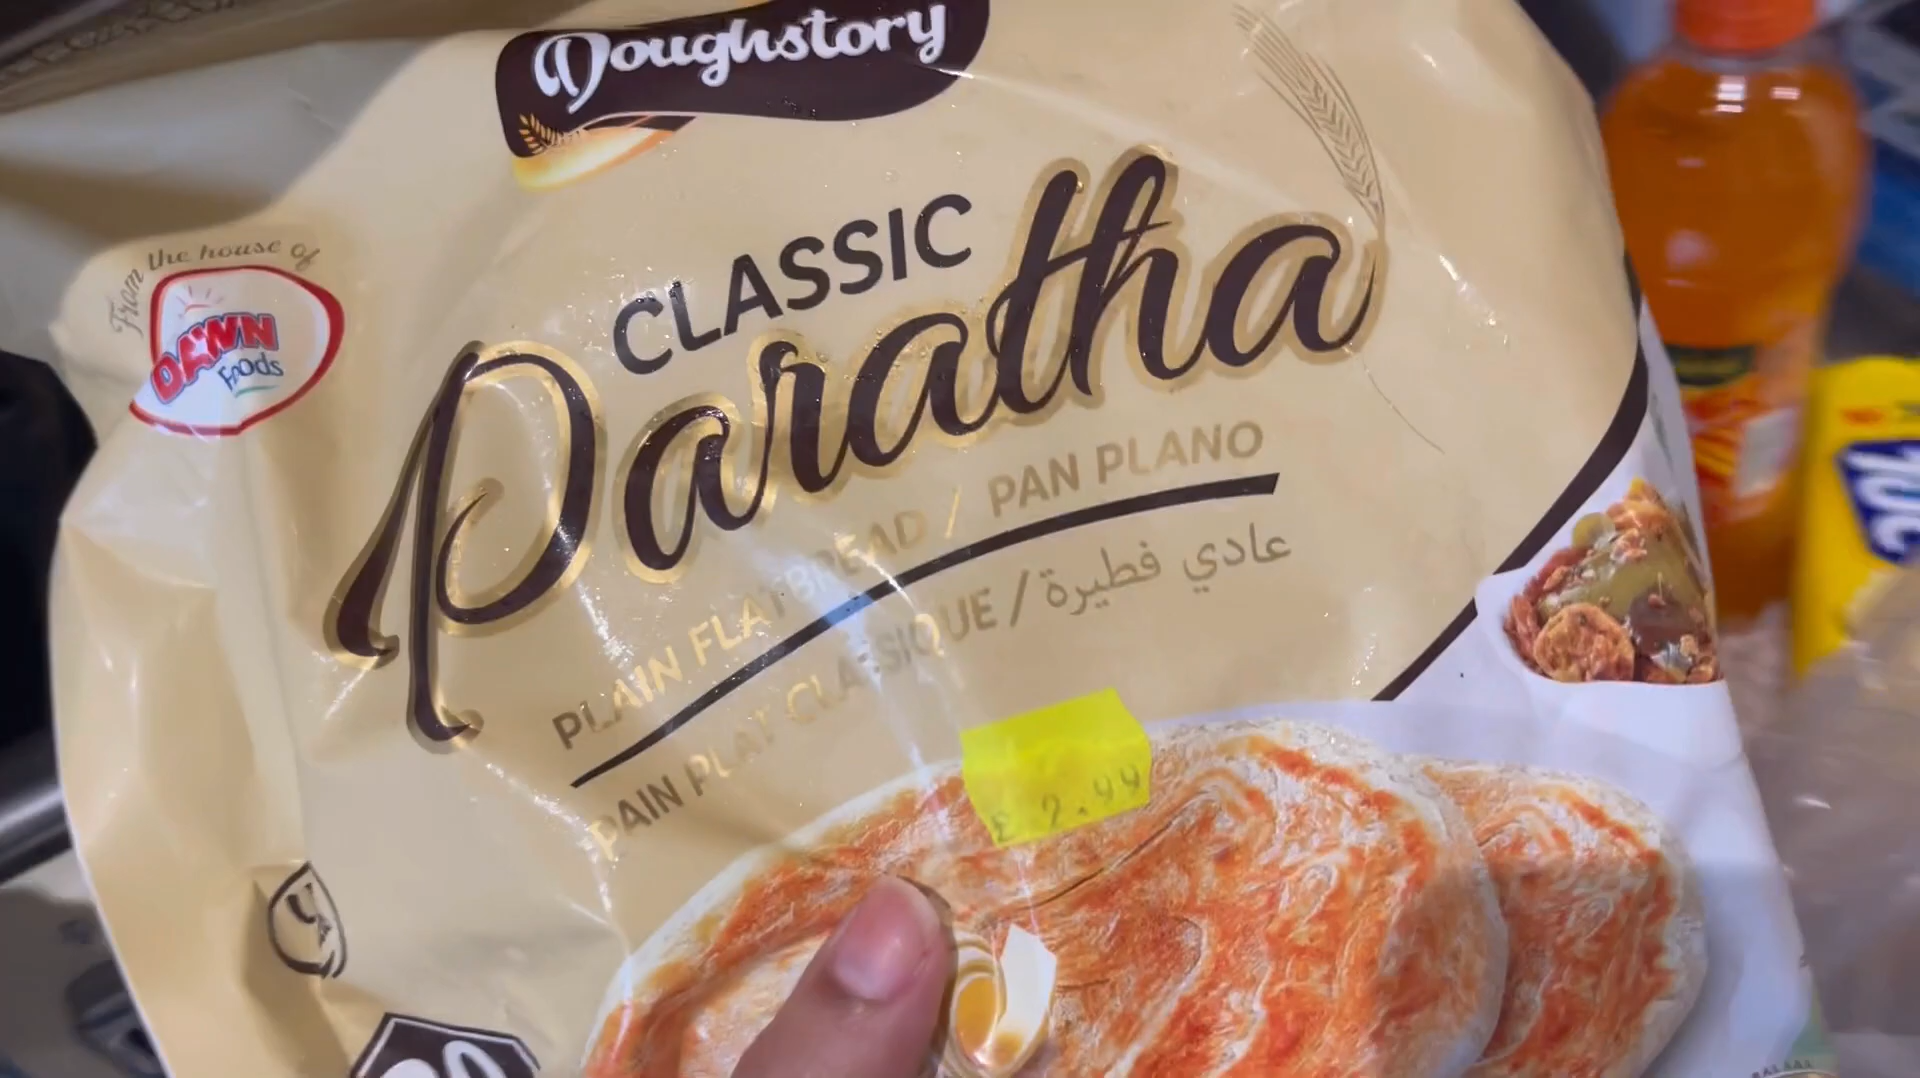 Doughstory
From the house of
DAWN
Foods
CLASSIC
Paratha
PLAIN FLATBREAD / PAN PLANO
PAIN PLAT CLASSIQUE / عادي فطيرة
£ 2.99